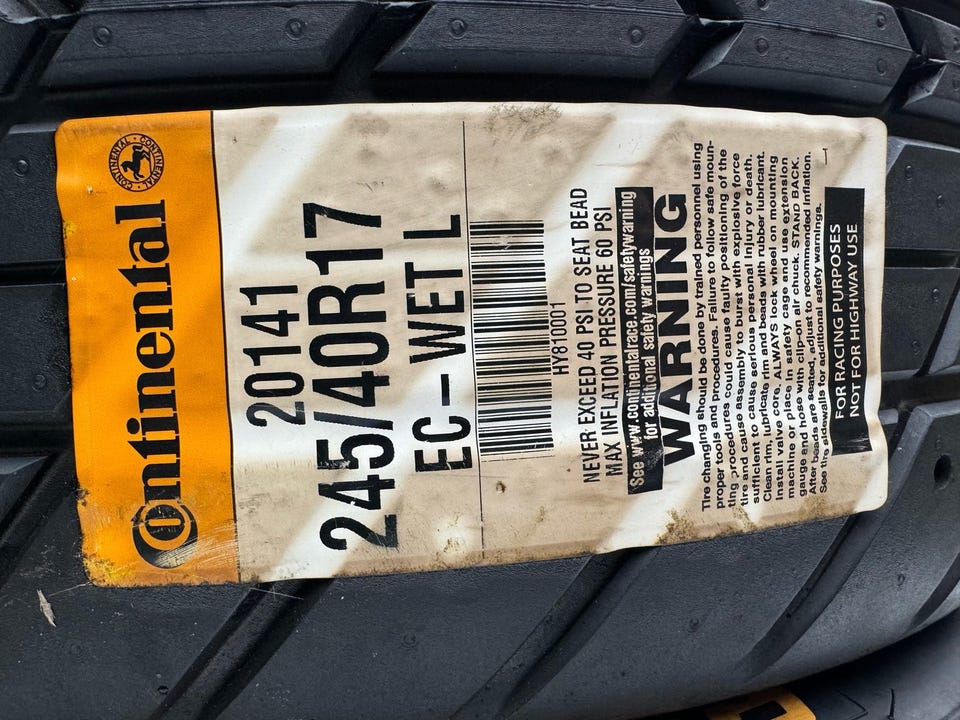 Continental
CONTINENTAL • CONTINENTAL •
20141
245/40R17
EC-WET L
HY810001
NEVER EXCEED 40 PSI TO SEAT BEAD
MAX INFLATION PRESSURE 60 PSI
See www.continentalrace.com/safetywarning
for additional safety warnings
WARNING
Tire changing should be done by trained personnel using
proper tools and procedures. Failure to follow safe moun-
ting procedures could cause faulty positioning of the
tire and cause assembly to burst with explosive force
sufficient to cause serious personal injury or death.
Clean rim, lubricate rim and beads with rubber lubricant.
Install valve core. ALWAYS lock wheel on mounting
machine or place in safety cage and use extension
gauge and hose with clip-on air chuck. STAND BACK.
After beads are seated, adjust to recommended inflation.
See tire sidewalls for additional safety warnings.
FOR RACING PURPOSES
NOT FOR HIGHWAY USE